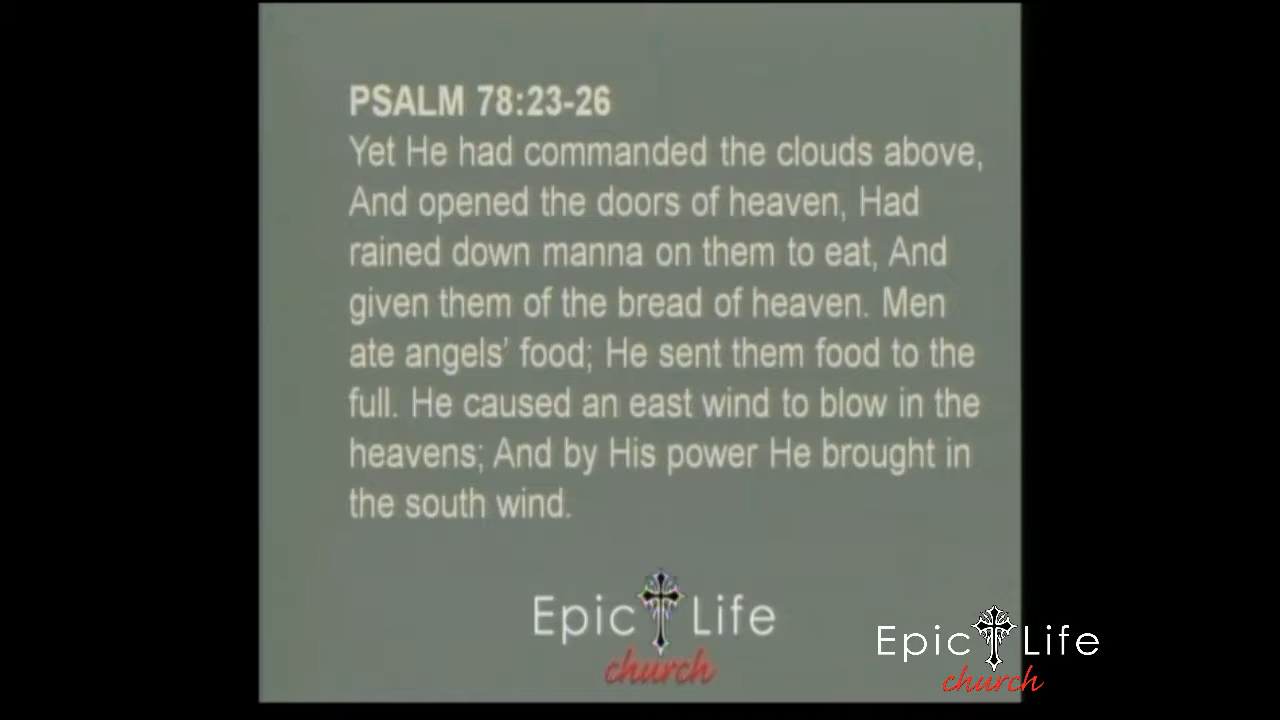 PSALM 78:23-26
Yet He had commanded the clouds above,
And opened the doors of heaven, Had
rained down manna on them to eat, And
given them of the bread of heaven. Men
ate angels’ food; He sent them food to the
full. He caused an east wind to blow in the
heavens; And by His power He brought in
the south wind.
Epic Life
church
Epic Life
church